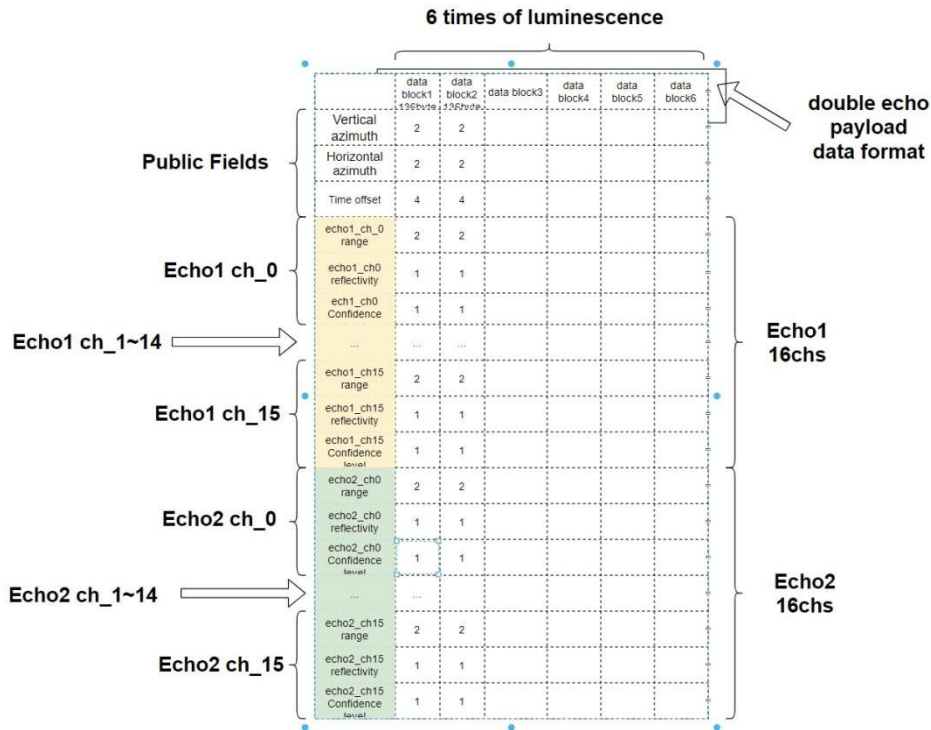 6 times of luminescence
data
block1
136byte
data
block2
136byte
data block3
data
block4
data
block5
data
block6
double echo
payload
data format
Public Fields
Vertical
azimuth
2
2
Horizontal
azimuth
2
2
Time offset
4
4
Echo1 ch_0
echo1_ch_0
range
2
2
echo1_ch0
reflectivity
1
1
ech1_ch0
Confidence
1
1
Echo1 ch_1~14
...
...
...
Echo1
16chs
Echo1 ch_15
echo1_ch15
range
2
2
echo1_ch15
reflectivity
1
1
echo1_ch15
Confidence
level
1
1
Echo2 ch_0
echo2_ch0
range
2
2
echo2_ch0
reflectivity
1
1
echo2_ch0
Confidence
level
1
1
Echo2 ch_1~14
...
...
Echo2
16chs
Echo2 ch_15
echo2_ch15
range
2
2
echo2_ch15
reflectivity
1
1
echo2_ch15
Confidence
level
1
1